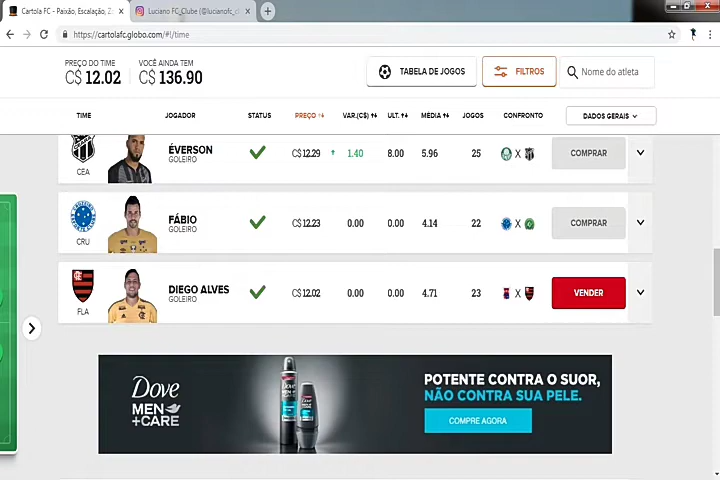 Cartola FC - Paixão, Escalação, Z
Luciano FC_Clube (@lucianofc_cl
https://cartolafc.globo.com/#!/time
PREÇO DO TIME
C$ 12.02
VOCÊ AINDA TEM
C$ 136.90
TABELA DE JOGOS
FILTROS
Nome do atleta
TIME JOGADOR STATUS PREÇO VAR.(C$) ÚLT. MÉDIA JOGOS CONFRONTO DADOS GERAIS
CEA ÉVERSON GOLEIRO C$ 12.29 1.40 8.00 5.96 25 X COMPRAR
CRU FÁBIO GOLEIRO C$ 12.23 0.00 0.00 4.14 22 X COMPRAR
FLA DIEGO ALVES GOLEIRO C$ 12.02 0.00 0.00 4.71 23 X VENDER
Dove
MEN
+CARE
POTENTE CONTRA O SUOR,
NÃO CONTRA SUA PELE.
COMPRE AGORA